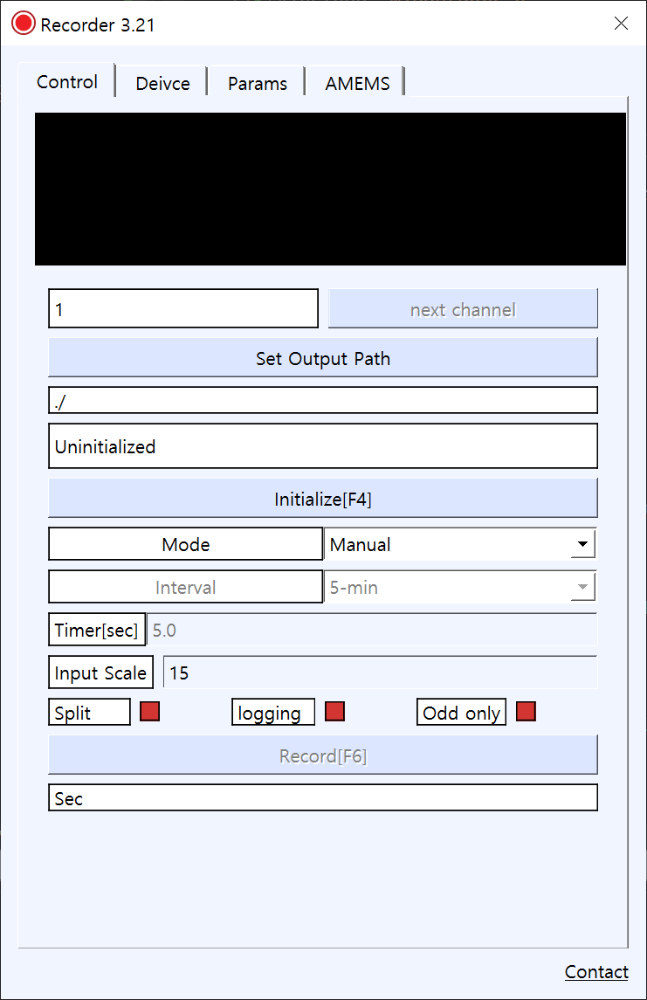 Recorder 3.21
Control Deivce Params AMEMS
1 next channel
Set Output Path
./
Uninitialized
Initialize[F4]
Mode Manual
Interval 5-min
Timer[sec] 5.0
Input Scale 15
Split logging Odd only
Record[F6]
Sec
Contact